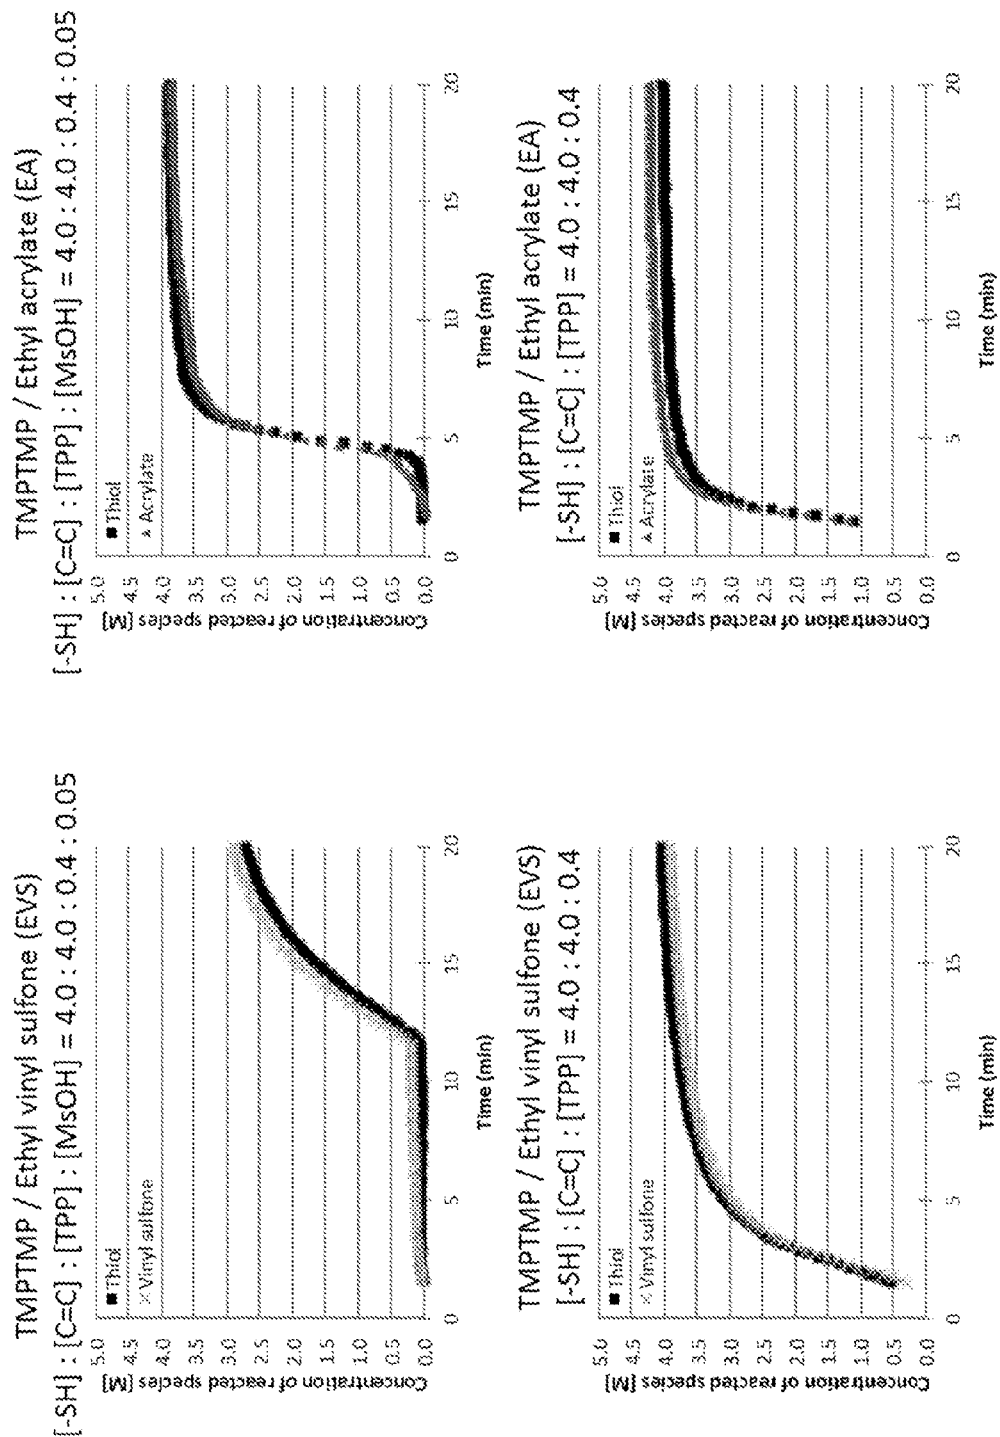 TMPTMP / Ethyl vinyl sulfone (EVS)
[-SH] : [C=C] : [TPP] : [MsOH] = 4.0 : 4.0 : 0.4 : 0.05
Concentration of reacted species [M]
5.0
4.5
4.0
3.5
3.0
2.5
2.0
1.5
1.0
0.5
0.0
Thiol
Vinyl sulfone
0 5 10 15 20
Time (min)
TMPTMP / Ethyl acrylate (EA)
[-SH] : [C=C] : [TPP] : [MsOH] = 4.0 : 4.0 : 0.4 : 0.05
Concentration of reacted species [M]
5.0
4.5
4.0
3.5
3.0
2.5
2.0
1.5
1.0
0.5
0.0
Thiol
Acrylate
0 5 10 15 20
Time (min)
TMPTMP / Ethyl vinyl sulfone (EVS)
[-SH] : [C=C] : [TPP] = 4.0 : 4.0 : 0.4
Concentration of reacted species [M]
5.0
4.5
4.0
3.5
3.0
2.5
2.0
1.5
1.0
0.5
0.0
Thiol
Vinyl sulfone
0 5 10 15 20
Time (min)
TMPTMP / Ethyl acrylate (EA)
[-SH] : [C=C] : [TPP] = 4.0 : 4.0 : 0.4
Concentration of reacted species [M]
5.0
4.5
4.0
3.5
3.0
2.5
2.0
1.5
1.0
0.5
0.0
Thiol
Acrylate
0 5 10 15 20
Time (min)